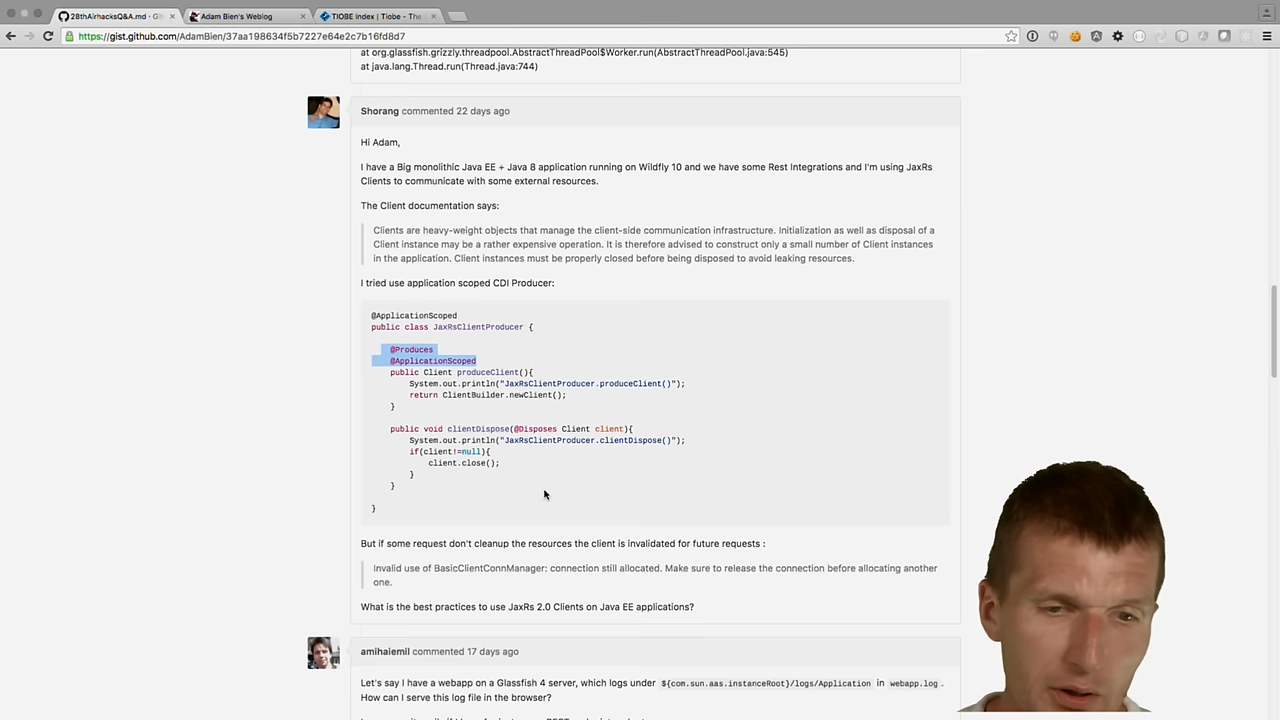 28thAirhacksQ&A.md · Gi
Adam Bien's Weblog
TIOBE Index | Tiobe - The
https://gist.github.com/AdamBien/37aa198634f5b7227e64e2c7b16fd8d7
at org.glassfish.grizzly.threadpool.AbstractThreadPool$Worker.run(AbstractThreadPool.java:545)
at java.lang.Thread.run(Thread.java:744)
Shorang commented 22 days ago
Hi Adam,
I have a Big monolithic Java EE + Java 8 application running on Wildfly 10 and we have some Rest Integrations and I'm using JaxRs
Clients to communicate with some external resources.
The Client documentation says:
Clients are heavy-weight objects that manage the client-side communication infrastructure. Initialization as well as disposal of a
Client instance may be a rather expensive operation. It is therefore advised to construct only a small number of Client instances
in the application. Client instances must be properly closed before being disposed to avoid leaking resources.
I tried use application scoped CDI Producer:
@ApplicationScoped
public class JaxRsClientProducer {
@Produces
@ApplicationScoped
public Client produceClient(){
System.out.println("JaxRsClientProducer.produceClient()");
return ClientBuilder.newClient();
}
public void clientDispose(@Disposes Client client){
System.out.println("JaxRsClientProducer.clientDispose()");
if(client!=null){
client.close();
}
}
}
But if some request don't cleanup the resources the client is invalidated for future requests :
Invalid use of BasicClientConnManager: connection still allocated. Make sure to release the connection before allocating another
one.
What is the best practices to use JaxRs 2.0 Clients on Java EE applications?
amihaiemil commented 17 days ago
Let's say I have a webapp on a Glassfish 4 server, which logs under ${com.sun.aas.instanceRoot}/logs/Application in webapp.log.
How can I serve this log file in the browser?